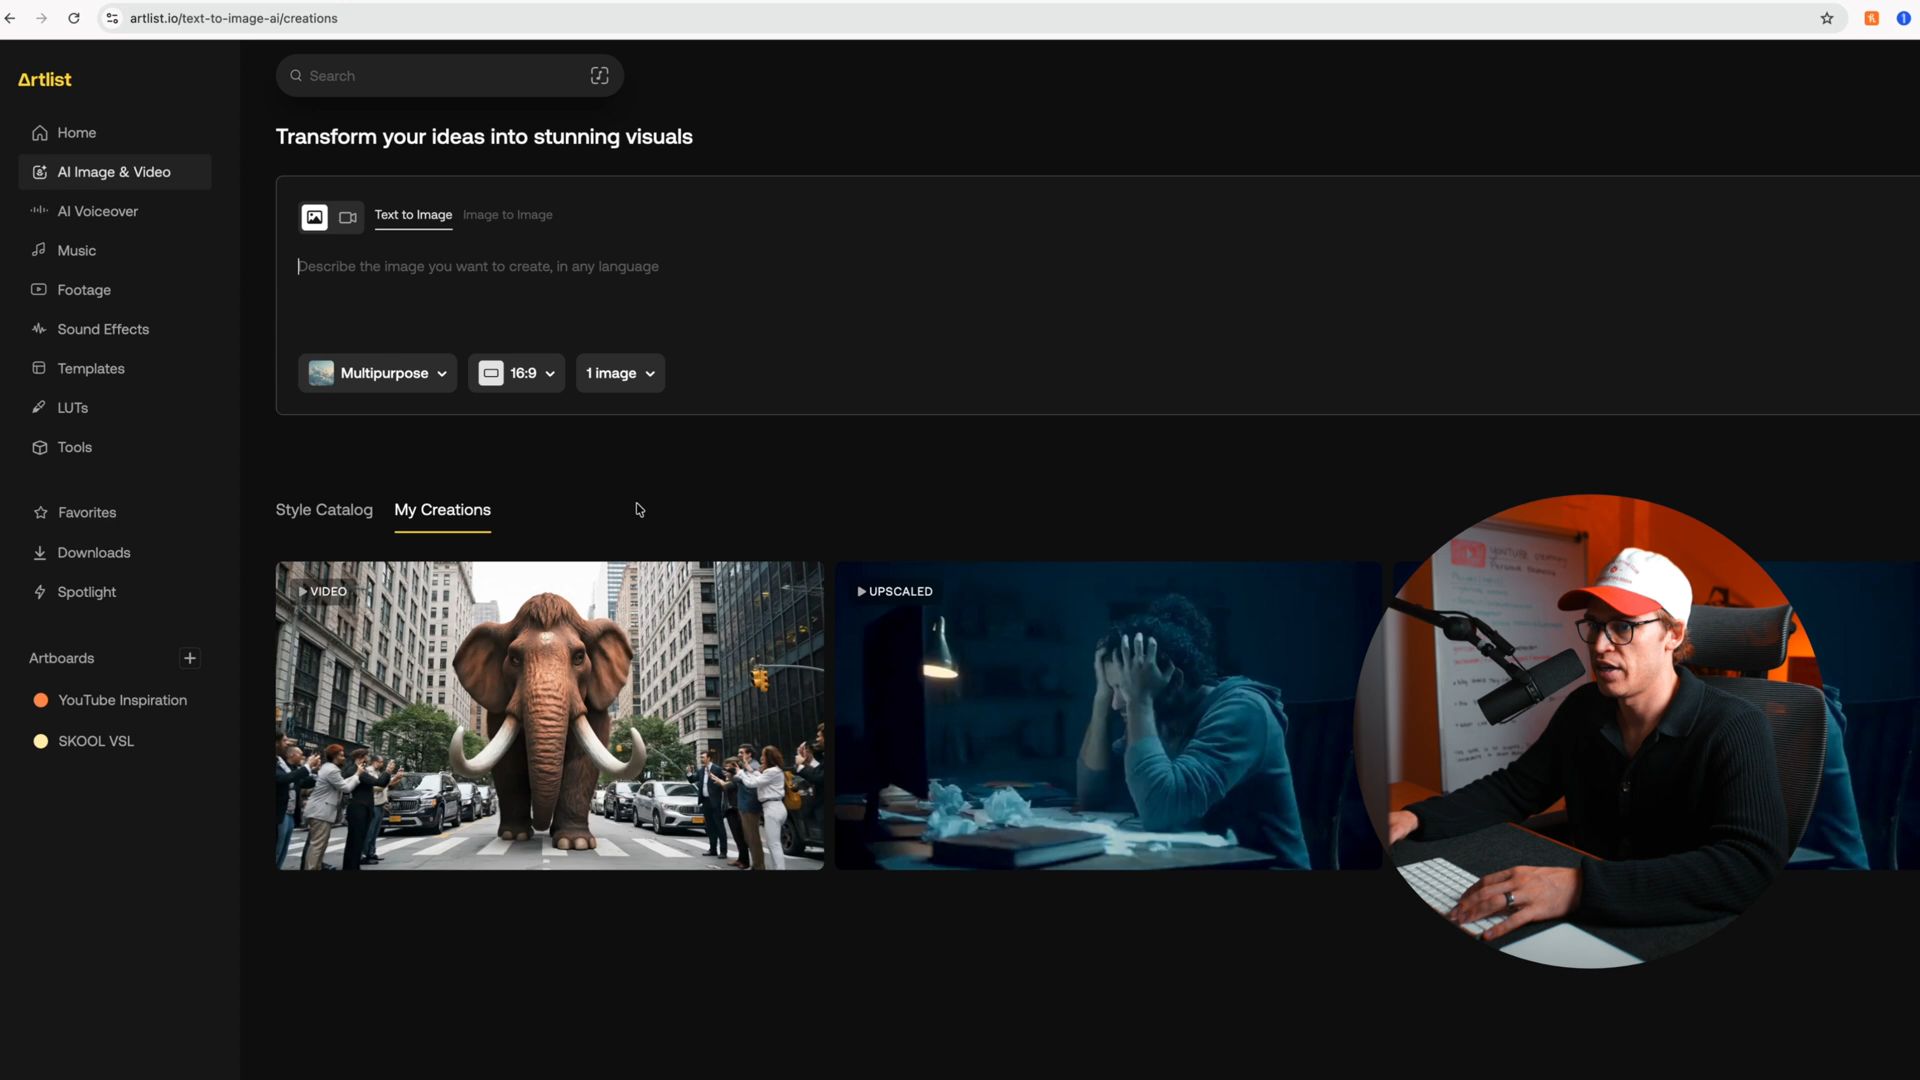 artlist.io/text-to-image-ai/creations
Artlist
Search
Home
AI Image & Video
AI Voiceover
Music
Footage
Sound Effects
Templates
LUTs
Tools
Favorites
Downloads
Spotlight
Artboards
YouTube Inspiration
SKOOL VSL
Transform your ideas into stunning visuals
Text to Image Image to Image
Describe the image you want to create, in any language
Multipurpose 16:9 1 image
Style Catalog My Creations
VIDEO
UPSCALED